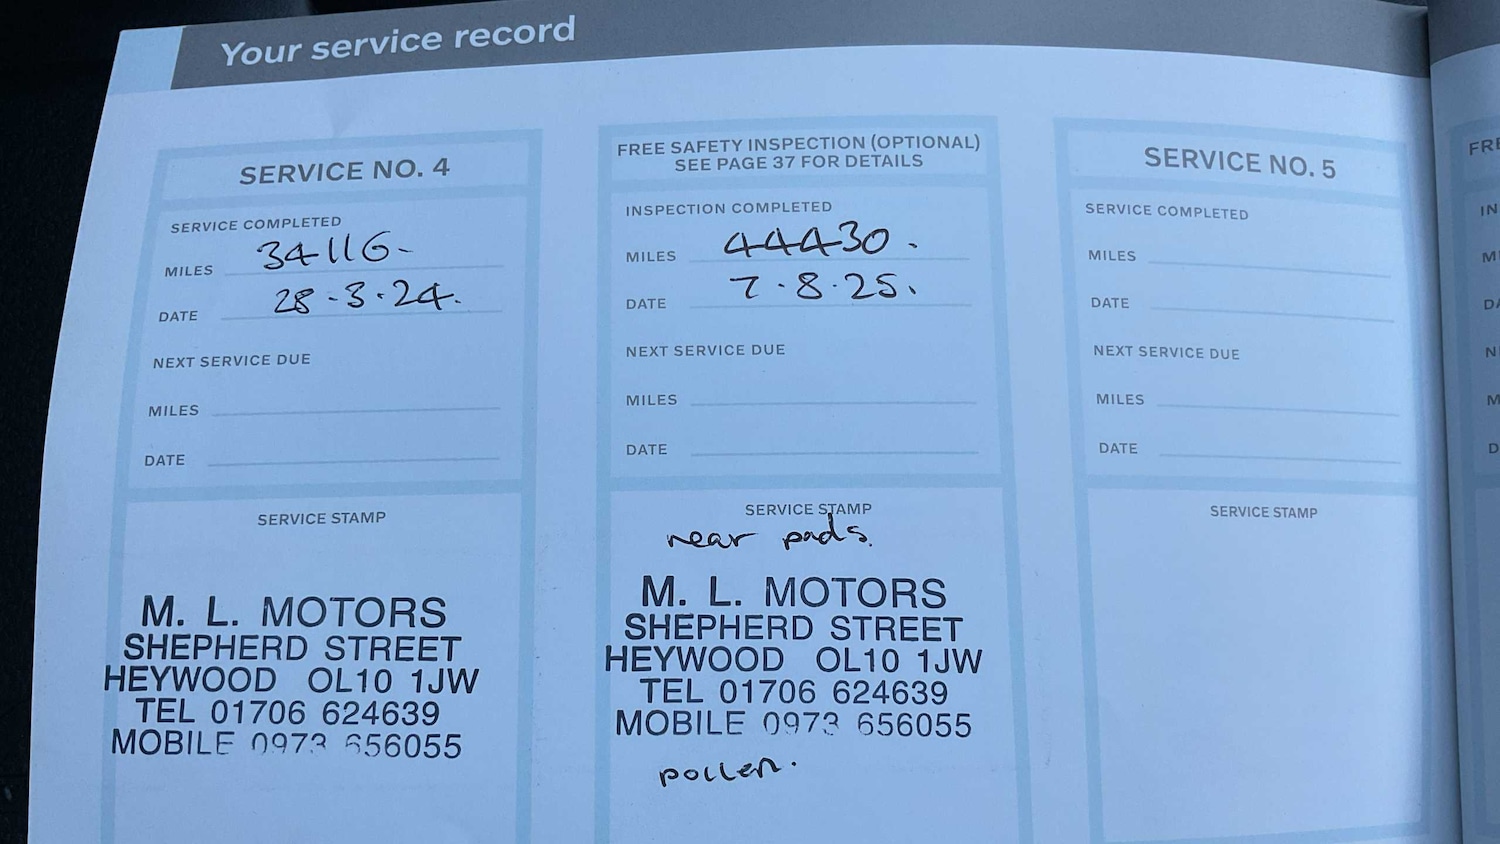 Your service record
SERVICE NO. 4
SERVICE COMPLETED
MILES 34116-
DATE 28-3-24.
NEXT SERVICE DUE
MILES
DATE
SERVICE STAMP
M. L. MOTORS
SHEPHERD STREET
HEYWOOD OL10 1JW
TEL 01706 624639
MOBILE 0973 656055
FREE SAFETY INSPECTION (OPTIONAL)
SEE PAGE 37 FOR DETAILS
INSPECTION COMPLETED
MILES 44430.
DATE 7.8.25.
NEXT SERVICE DUE
MILES
DATE
SERVICE STAMP
rear pads.
M. L. MOTORS
SHEPHERD STREET
HEYWOOD OL10 1JW
TEL 01706 624639
MOBILE 0973 656055
pollen.
SERVICE NO. 5
SERVICE COMPLETED
MILES
DATE
NEXT SERVICE DUE
MILES
DATE
SERVICE STAMP